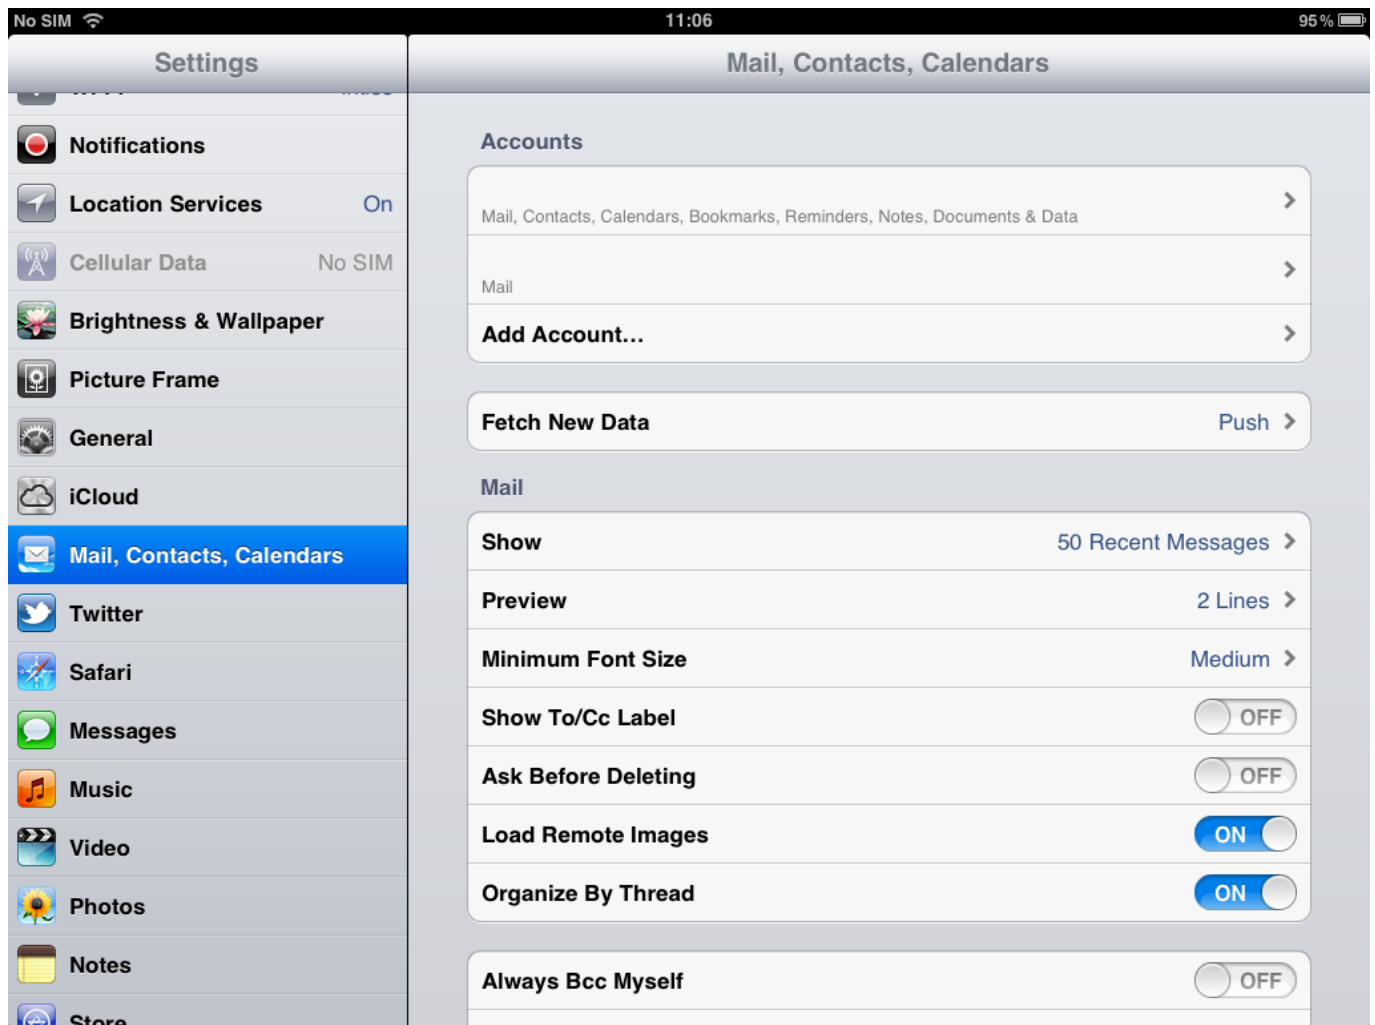 No SIM 11:06 95%
Settings
Mail, Contacts, Calendars
Notifications
Location Services On
Cellular Data No SIM
Brightness & Wallpaper
Picture Frame
General
iCloud
Mail, Contacts, Calendars
Twitter
Safari
Messages
Music
Video
Photos
Notes
Store
Accounts
Mail, Contacts, Calendars, Bookmarks, Reminders, Notes, Documents & Data
Mail
Add Account...
Fetch New Data Push
Mail
Show 50 Recent Messages
Preview 2 Lines
Minimum Font Size Medium
Show To/Cc Label OFF
Ask Before Deleting OFF
Load Remote Images ON
Organize By Thread ON
Always Bcc Myself OFF